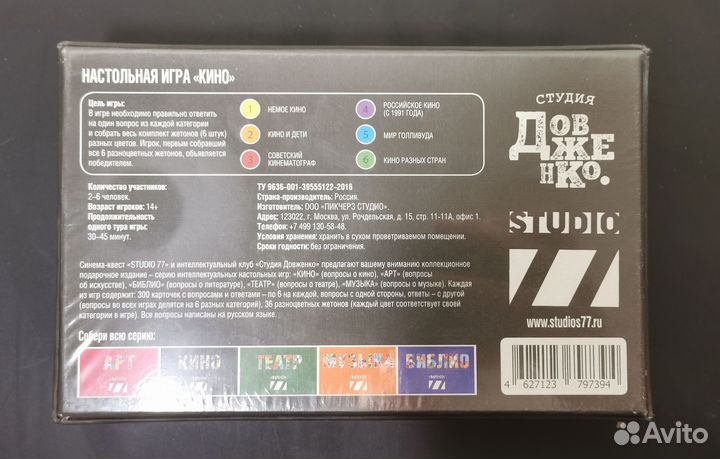 НАСТОЛЬНАЯ ИГРА «КИНО»
Цель игры:
В игре необходимо правильно ответить
на один вопрос из каждой категории
и собрать весь комплект жетонов (6 штук)
разных цветов. Игрок, первым собравший
все 6 разноцветных жетонов, объявляется
победителем.
1 НЕМОЕ КИНО
2 КИНО И ДЕТИ
3 СОВЕТСКИЙ
КИНЕМАТОГРАФ
4 РОССИЙСКОЕ КИНО
(С 1991 ГОДА)
5 МИР ГОЛЛИВУДА
6 КИНО РАЗНЫХ СТРАН
Количество участников:
2–6 человек.
Возраст игроков: 14+
Продолжительность
одного тура игры:
30–45 минут.
ТУ 9636-001-39555122-2016
Страна-производитель: Россия.
Изготовитель: ООО «ПИКЧЕРЗ СТУДИО».
Адрес: 123022, г. Москва, ул. Рочдельская, д. 15, стр. 11-11А, офис 1.
Телефон: +7 499 130-58-48.
Условия хранения: хранить в сухом проветриваемом помещении.
Срок годности: без ограничения.
Синема-квест «STUDIO 77» и интеллектуальный клуб «Студия Довженко» представляют вашему вниманию коллекционное
подарочное издание – серию интеллектуальных настольных игр: «КИНО» (вопросы о кино), «АРТ» (вопросы
об искусстве), «БИБЛИО» (вопросы о литературе), «ТЕАТР» (вопросы о театре), «МУЗЫКА» (вопросы о музыке). Каждая
из игр содержит: 300 карточек с вопросами и ответами – по 6 на каждой, вопросы с одной стороны, ответы – с другой
(вопросы во всех играх делятся на 6 разных категорий), 36 разноцветных жетонов (каждый цвет соответствует своей
категории в игре). Все вопросы написаны на русском языке.
Собери всю серию:
АРТ
КИНО
ТЕАТР
МУЗЫКА
БИБЛИО
СТУДИЯ
ДОВЖЕНКО.
STUDIO
77
www.studios77.ru
4 627123 797394
Avito